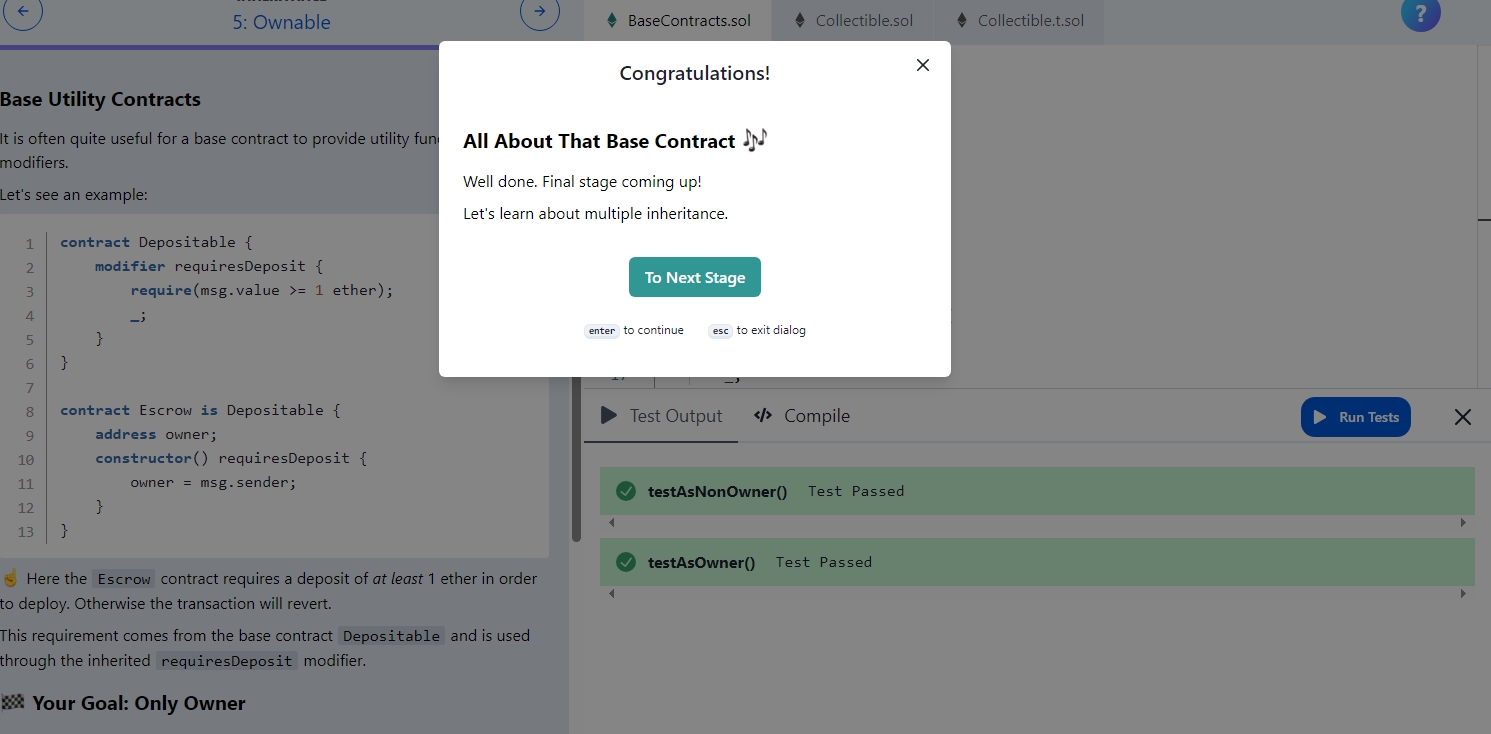 5: Ownable
BaseContracts.sol
Collectible.sol
Collectible.t.sol
?
Congratulations!
All About That Base Contract
Well done. Final stage coming up!
Let's learn about multiple inheritance.
To Next Stage
enter to continue
esc to exit dialog
Base Utility Contracts
It is often quite useful for a base contract to provide utility
modifiers.
Let's see an example:
1 contract Depositable {
2 modifier requiresDeposit {
3 require(msg.value >= 1 ether);
4 _;
5 }
6 }
7
8 contract Escrow is Depositable {
9 address owner;
10 constructor() requiresDeposit {
11 owner = msg.sender;
12 }
13 }
☝ Here the Escrow contract requires a deposit of at least 1 ether in order
to deploy. Otherwise the transaction will revert.
This requirement comes from the base contract Depositable and is used
through the inherited requiresDeposit modifier.
Your Goal: Only Owner
_;
Test Output
Compile
Run Tests
testAsNonOwner() Test Passed
testAsOwner() Test Passed